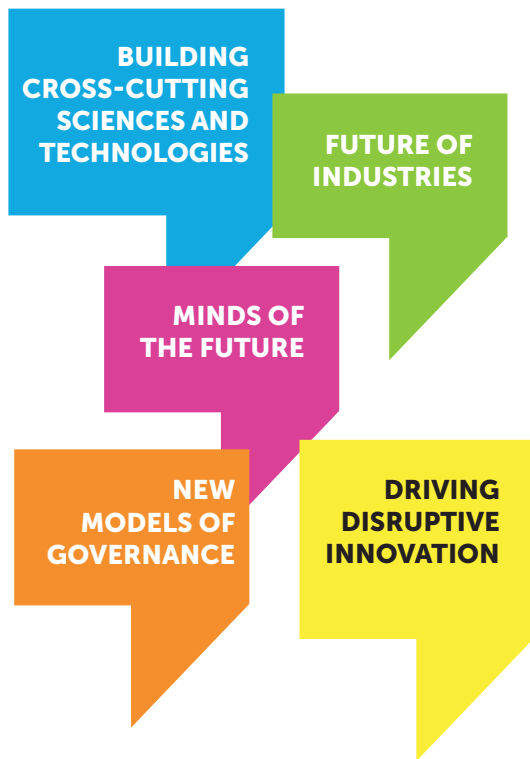 BUILDING
CROSS-CUTTING
SCIENCES AND
TECHNOLOGIES
FUTURE OF
INDUSTRIES
MINDS OF
THE FUTURE
NEW
MODELS OF
GOVERNANCE
DRIVING
DISRUPTIVE
INNOVATION